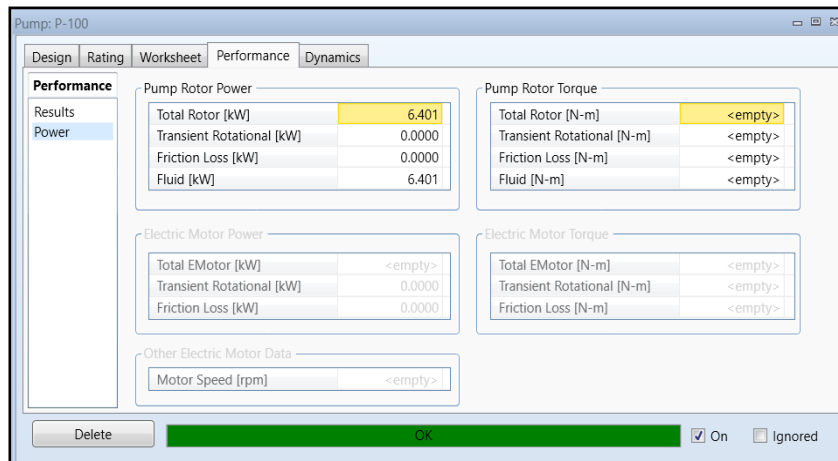 Pump: P-100
Design Rating Worksheet Performance Dynamics
Performance
Results
Power
Pump Rotor Power
Total Rotor [kW] 6.401
Transient Rotational [kW] 0.0000
Friction Loss [kW] 0.0000
Fluid [kW] 6.401
Pump Rotor Torque
Total Rotor [N-m] <empty>
Transient Rotational [N-m] <empty>
Friction Loss [N-m] <empty>
Fluid [N-m] <empty>
Electric Motor Power
Total EMotor [kW] <empty>
Transient Rotational [kW] 0.0000
Friction Loss [kW] 0.0000
Electric Motor Torque
Total EMotor [N-m] <empty>
Transient Rotational [N-m] <empty>
Friction Loss [N-m] <empty>
Other Electric Motor Data
Motor Speed [rpm] <empty>
Delete OK On Ignored